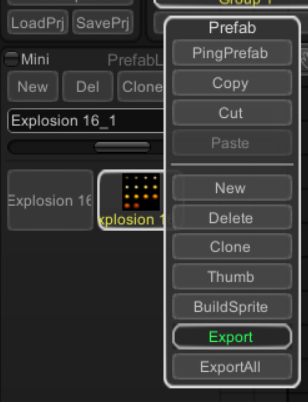 Group 1
LoadPrj SavePrj
Mini PrefabL
New Del Clone
Explosion 16_1
Explosion 16
xplosion 1
Prefab
PingPrefab
Copy
Cut
Paste
New
Delete
Clone
Thumb
BuildSprite
Export
ExportAll